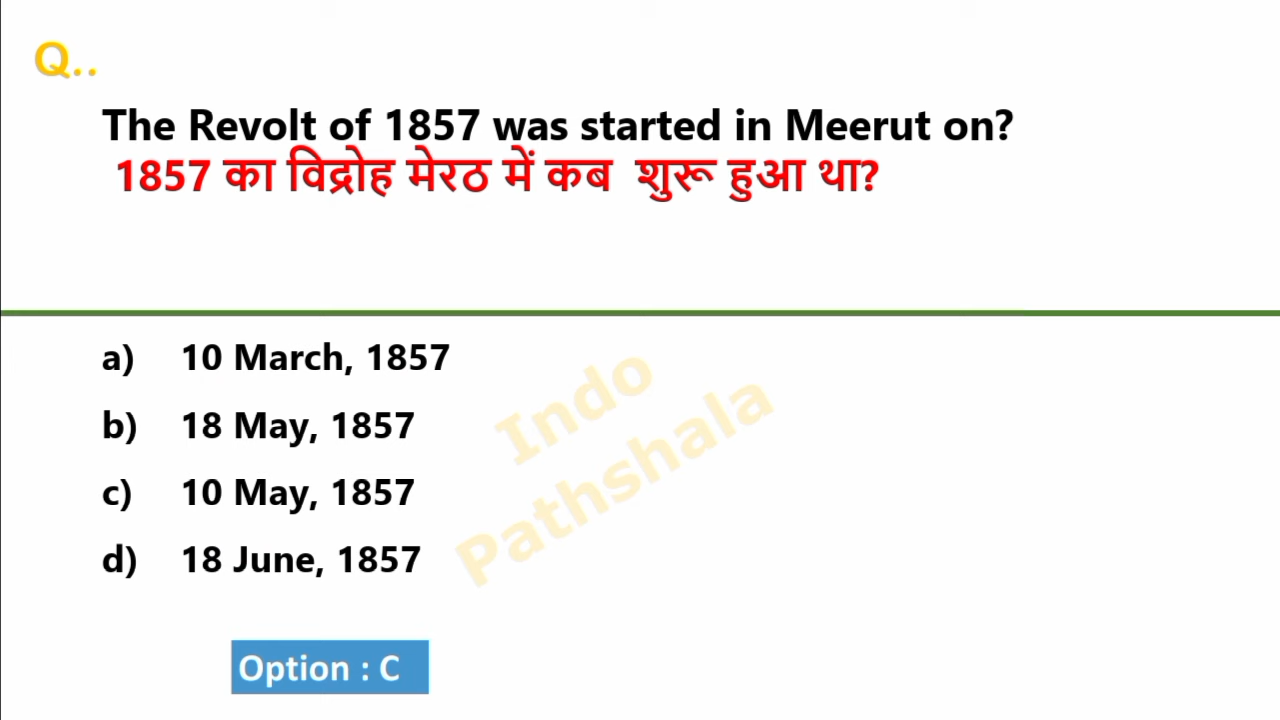 Q..
The Revolt of 1857 was started in Meerut on?
1857 का विद्रोह मेरठ में कब शुरू हुआ था?
a) 10 March, 1857
b) 18 May, 1857
c) 10 May, 1857
d) 18 June, 1857
Indo
Pathshala
Option : C